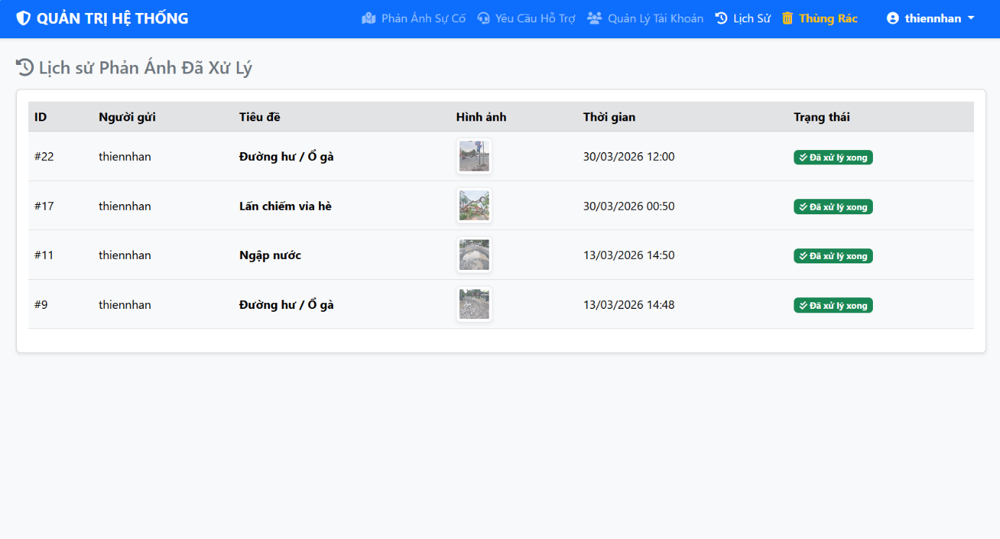 QUẢN TRỊ HỆ THỐNG Phản Ánh Sự Cố Yêu Cầu Hỗ Trợ Quản Lý Tài Khoản Lịch Sử Thùng Rác thiennhan
Lịch sử Phản Ánh Đã Xử Lý
ID Người gửi Tiêu đề Hình ảnh Thời gian Trạng thái
#22 thiennhan Đường hư / Ổ gà 30/03/2026 12:00 Đã xử lý xong
#17 thiennhan Lấn chiếm vỉa hè 30/03/2026 00:50 Đã xử lý xong
#11 thiennhan Ngập nước 13/03/2026 14:50 Đã xử lý xong
#9 thiennhan Đường hư / Ổ gà 13/03/2026 14:48 Đã xử lý xong